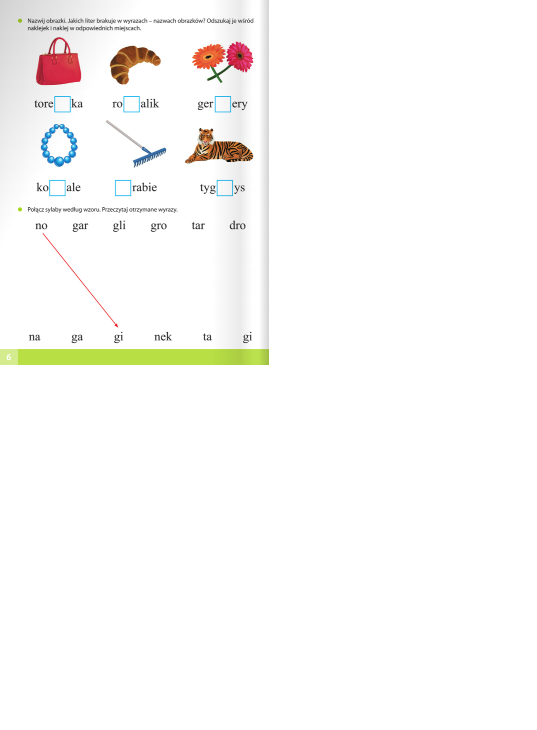 Nazwij obrazki. Jakich liter brakuje w wyrazach – nazwach obrazków? Odszukaj je wśród
naklejek i naklej w odpowiednich miejscach.
tore ka ro alik ger ery
ko ale rabie tyg ys
Połącz sylaby według wzoru. Przeczytaj otrzymane wyrazy.
no gar gli gro tar dro
na ga gi nek ta gi
6